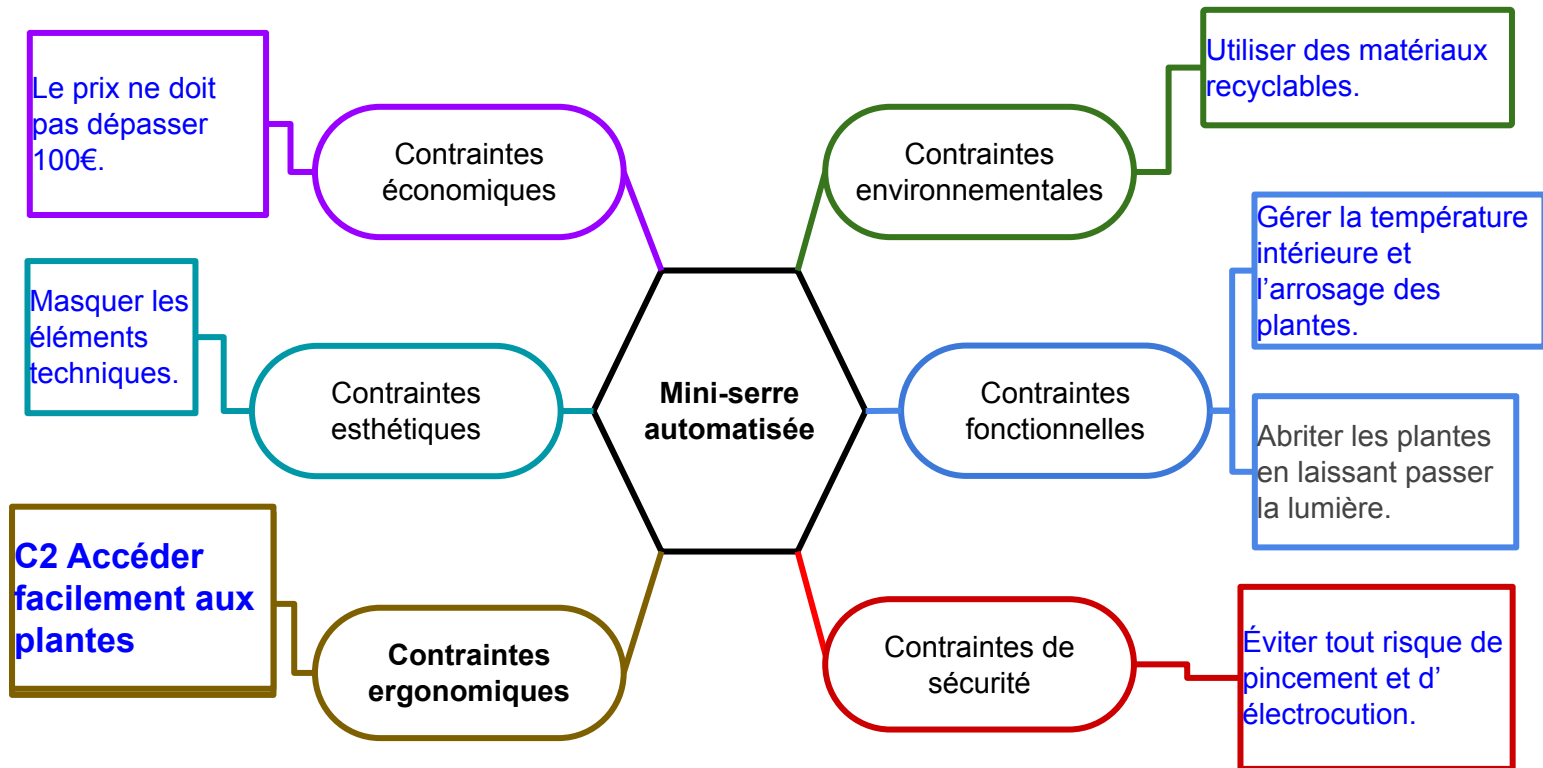 Le prix ne doit
pas dépasser
100€.
Contraintes
économiques
Contraintes
environnementales
Utiliser des matériaux
recyclables.
Masquer les
éléments
techniques.
Contraintes
esthétiques
Mini-serre
automatisée
Contraintes
fonctionnelles
Gérer la température
intérieure et
l’arrosage des
plantes.
Abriter les plantes
en laissant passer
la lumière.
C2 Accéder
facilement aux
plantes
Contraintes
ergonomiques
Contraintes de
sécurité
Éviter tout risque de
pincement et d’
électrocution.